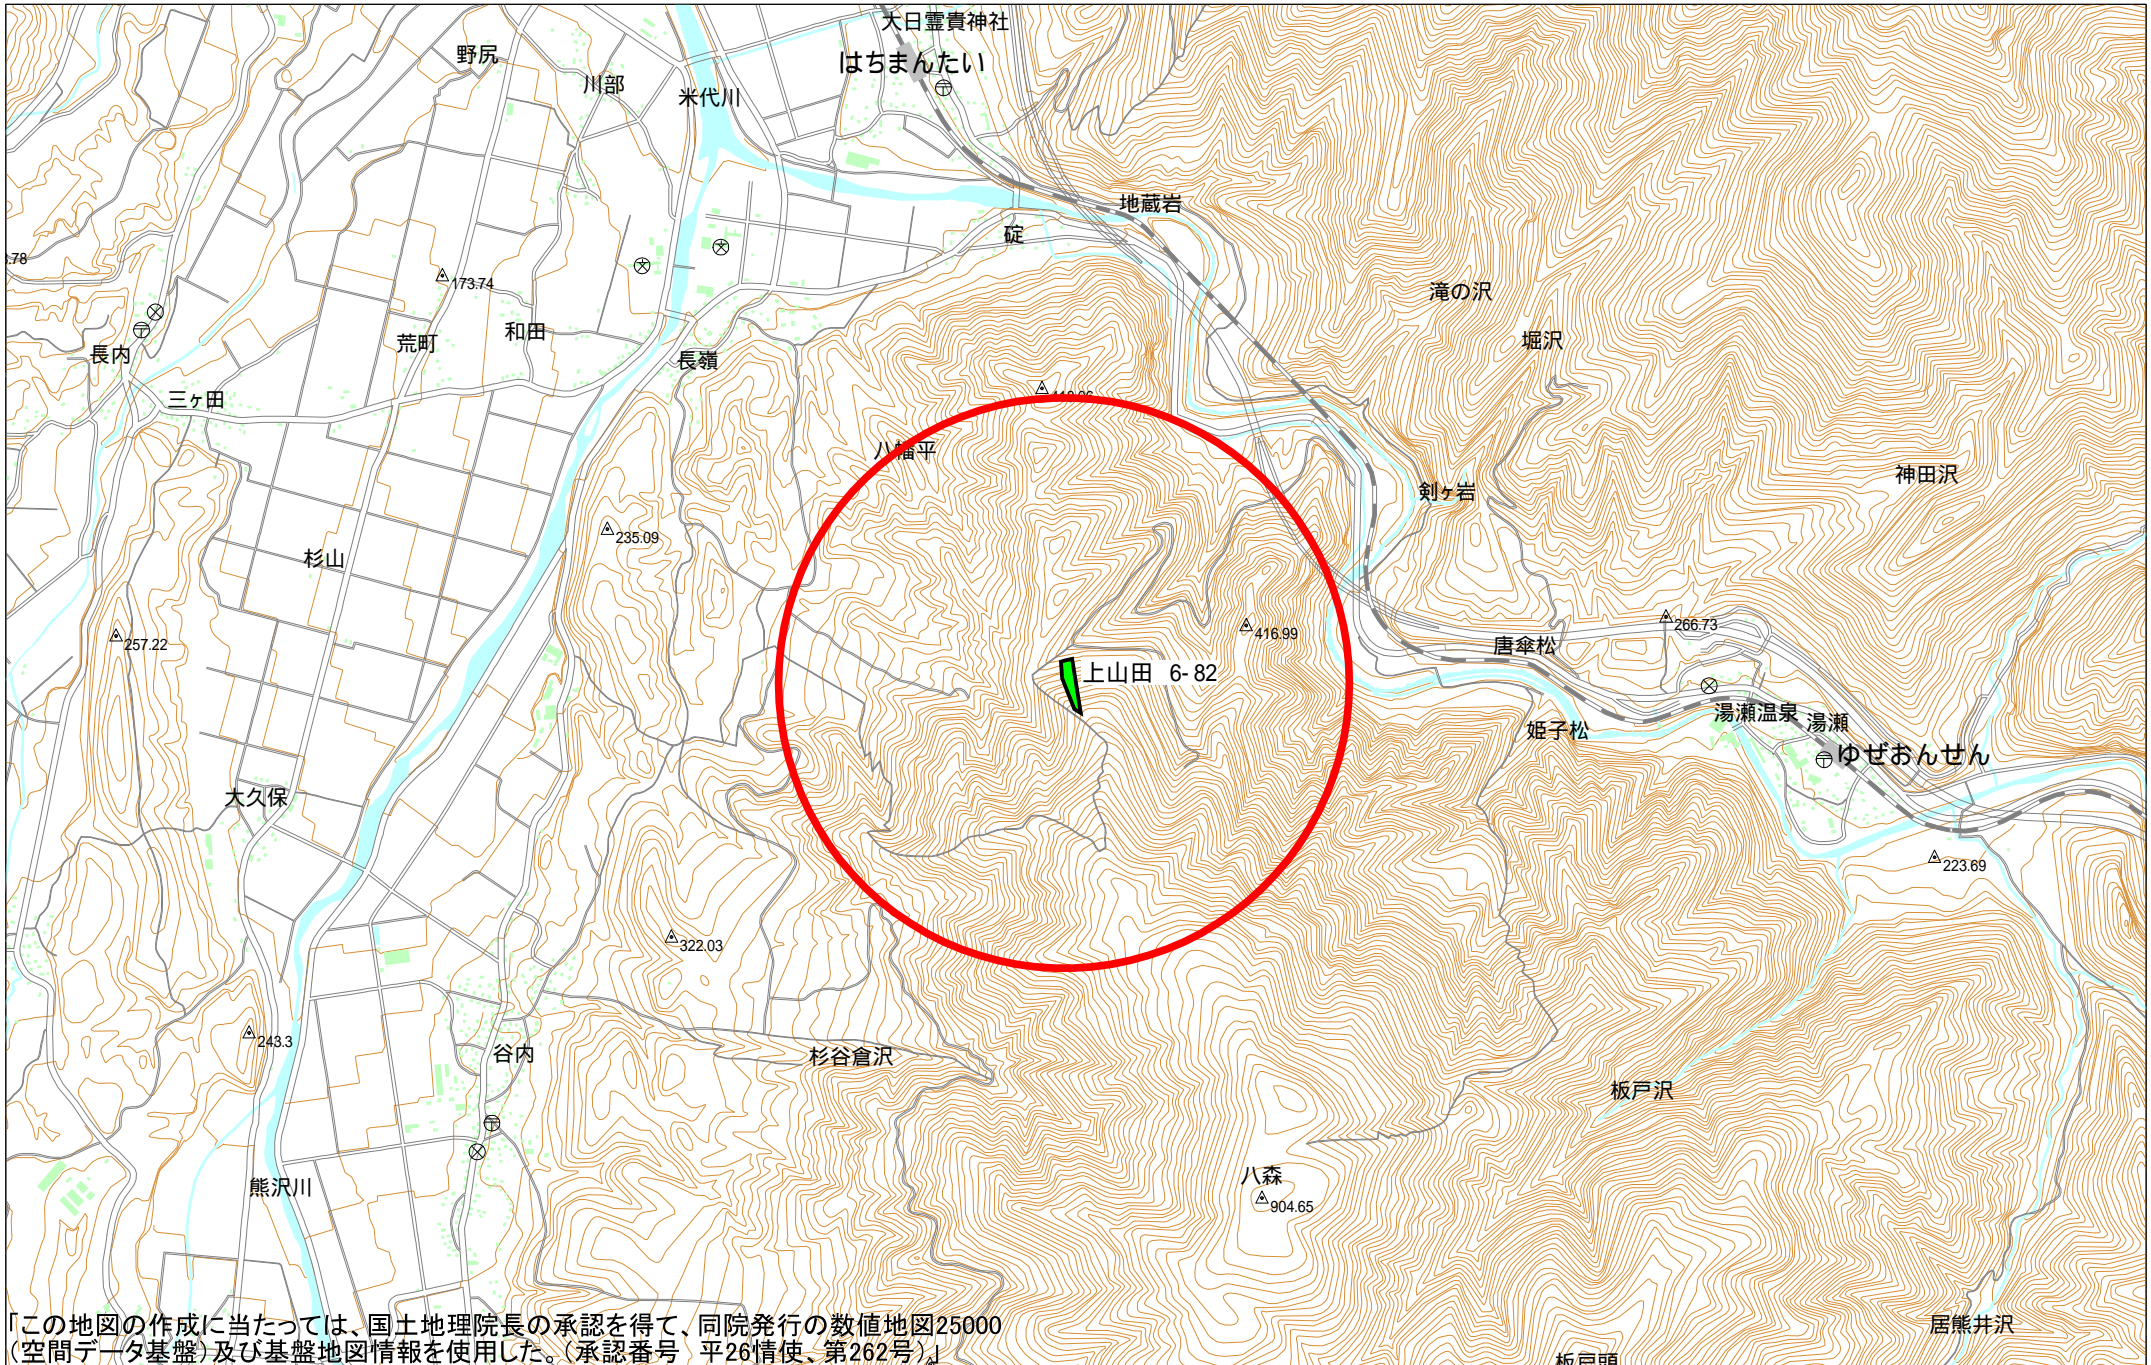 大日霊貴神社
野尻
はちまんたい
川部
米代川
地蔵岩
碇
.78
173.74
滝の沢
和田
荒町
堀沢
長内
長嶺
三ヶ田
八幡平
神田沢
剣ヶ岩
235.09
杉山
266.73
416.99
257.22
唐傘松
上山田 6-82
湯瀬温泉
湯瀬
姫子松
ゆぜおんせん
大久保
223.69
322.03
243.3
谷内
杉谷倉沢
板戸沢
八森
熊沢川
904.65
居熊井沢
「この地図の作成に当たっては、国土地理院長の承認を得て、同院発行の数値地図25000
(空間データ基盤)及び基盤地図情報を使用した。(承認番号 平26情使、第262号)」